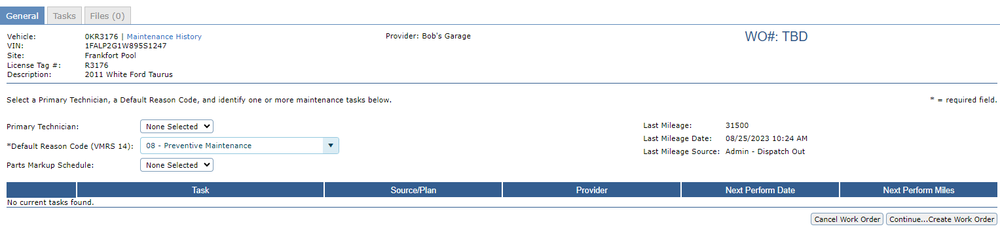 General Tasks Files (0)
Vehicle: 0KR3176 | Maintenance History Provider: Bob's Garage WO#: TBD
VIN: 1FALP2G1W895S1247
Site: Frankfort Pool
License Tag #: R3176
Description: 2011 White Ford Taurus
Select a Primary Technician, a Default Reason Code, and identify one or more maintenance tasks below. * = required field.
Primary Technician: None Selected Last Mileage: 31500
Last Mileage Date: 08/25/2023 10:24 AM
*Default Reason Code (VMRS 14): 08 - Preventive Maintenance
Last Mileage Source: Admin - Dispatch Out
Parts Markup Schedule: None Selected
Task Source/Plan Provider Next Perform Date Next Perform Miles
No current tasks found.
Cancel Work Order Continue...Create Work Order